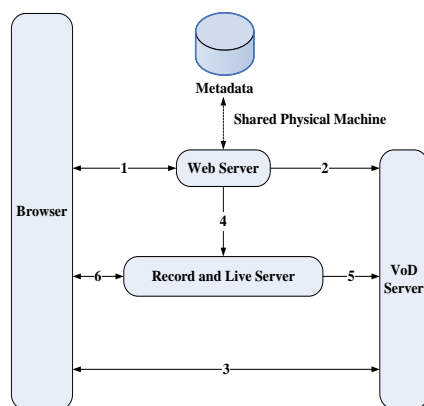 Metadata
Shared Physical Machine
1
Web Server
2
Browser
4
VoD
Server
6
Record and Live Server
5
3